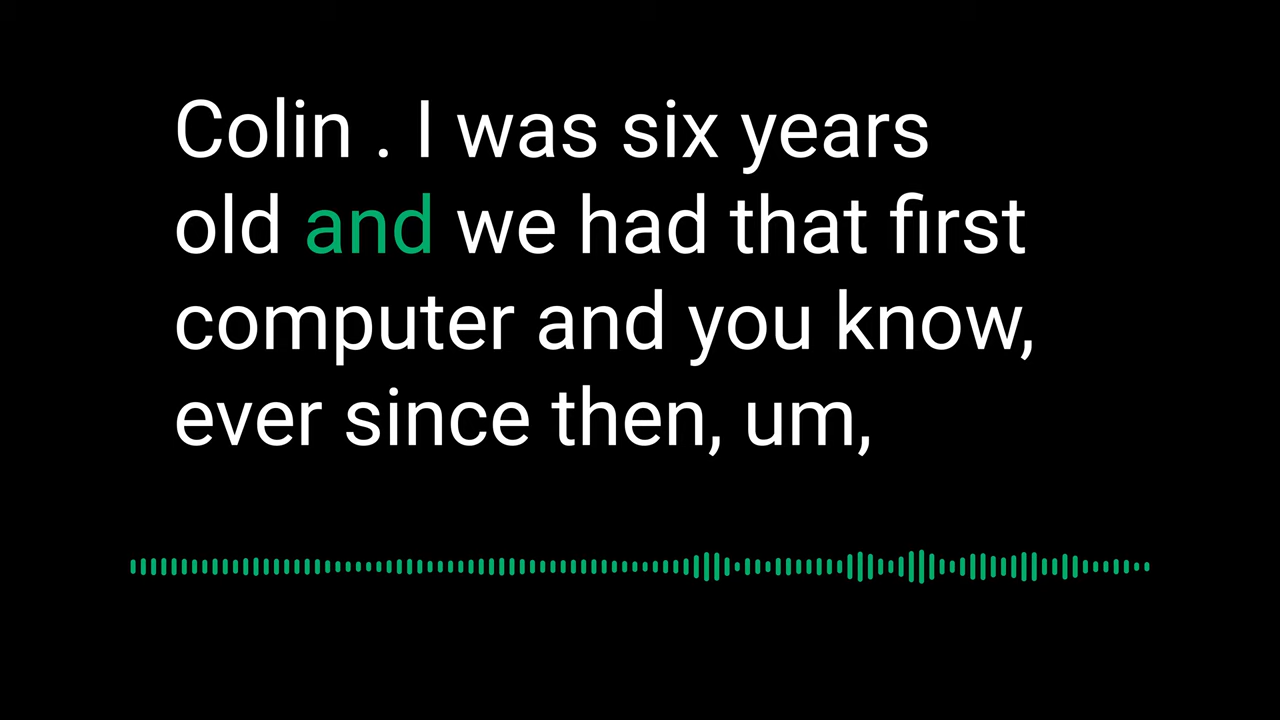 Colin . I was six years
old and we had that first
computer and you know,
ever since then, um,